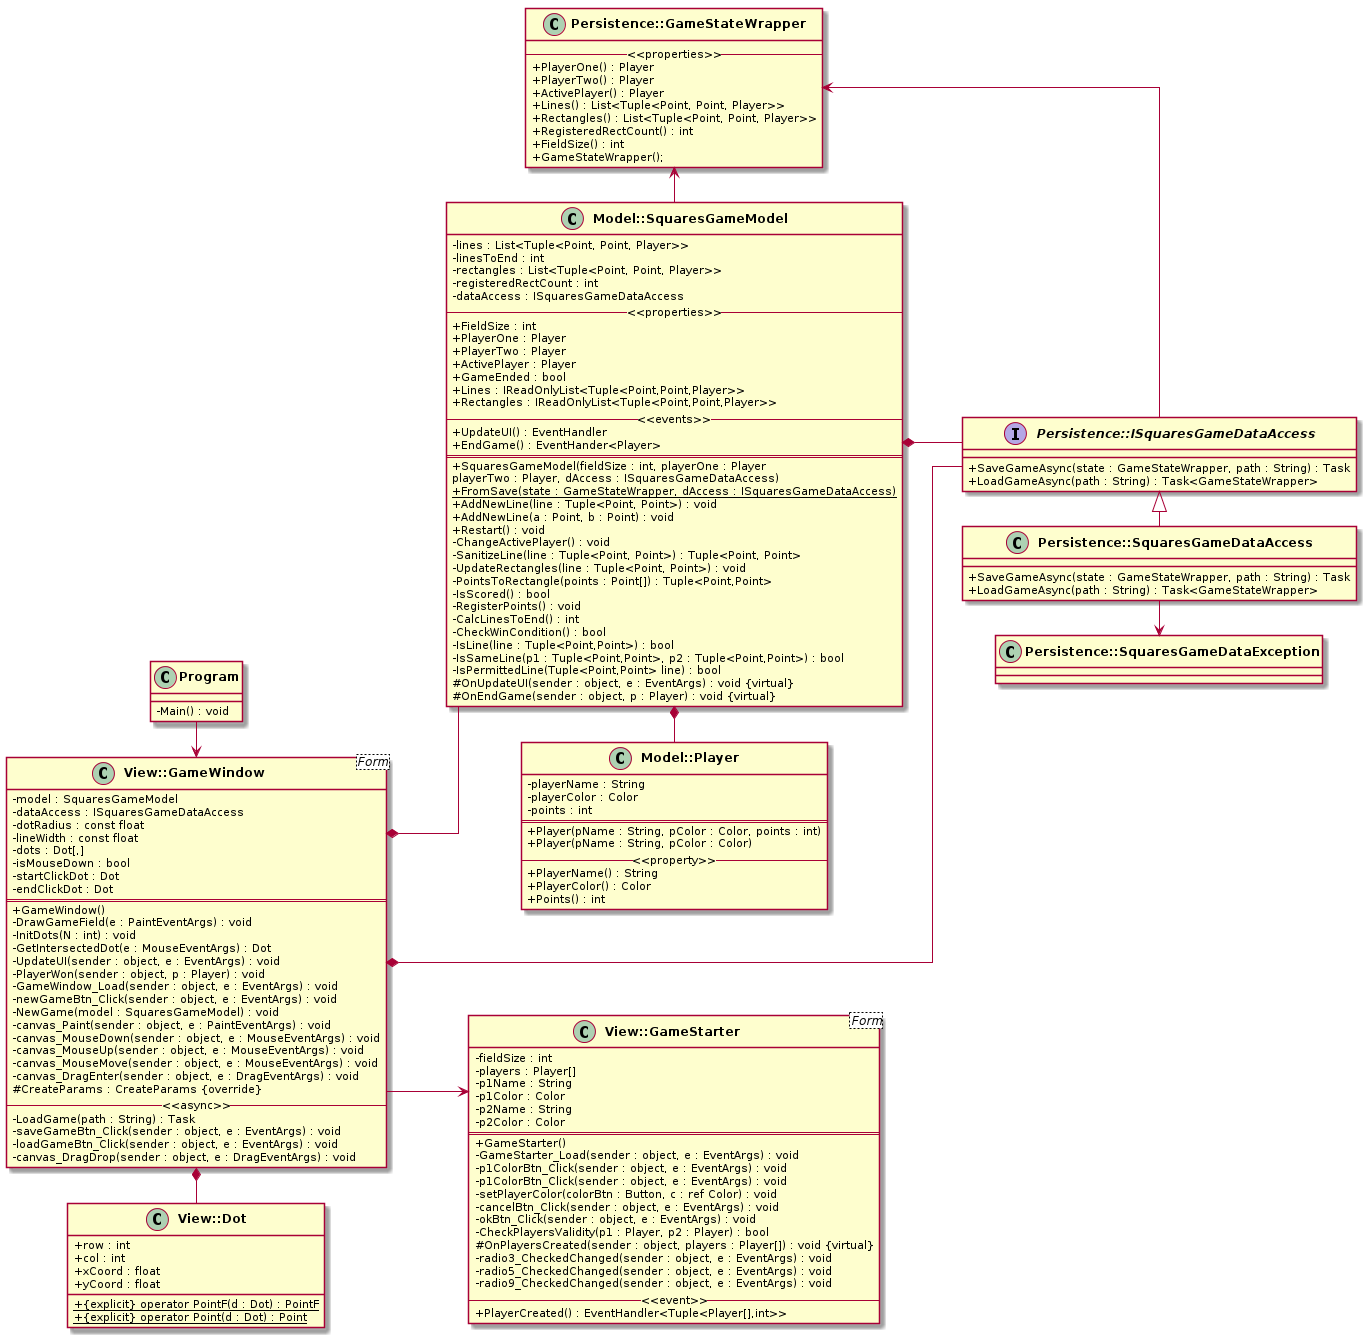 C Persistence::GameStateWrapper
<<properties>>
+PlayerOne() : Player
+PlayerTwo() : Player
+ActivePlayer() : Player
+Lines() : List<Tuple<Point, Point, Player>>
+Rectangles() : List<Tuple<Point, Point, Player>>
+RegisteredRectCount() : int
+FieldSize() : int
+GameStateWrapper();
C Model::SquaresGameModel
-lines : List<Tuple<Point, Point, Player>>
-linesToEnd : int
-rectangles : List<Tuple<Point, Point, Player>>
-registeredRectCount : int
-dataAccess : ISquaresGameDataAccess
<<properties>>
+FieldSize : int
+PlayerOne : Player
+PlayerTwo : Player
+ActivePlayer : Player
+GameEnded : bool
+Lines : IReadOnlyList<Tuple<Point,Point,Player>>
+Rectangles : IReadOnlyList<Tuple<Point,Point,Player>>
<<events>>
+UpdateUI() : EventHandler
+EndGame() : EventHander<Player>
+SquaresGameModel(fieldSize : int, playerOne : Player
playerTwo : Player, dAccess : ISquaresGameDataAccess)
+FromSave(state : GameStateWrapper, dAccess : ISquaresGameDataAccess)
+AddNewLine(line : Tuple<Point, Point>) : void
+AddNewLine(a : Point, b : Point) : void
+Restart() : void
-ChangeActivePlayer() : void
-SanitizeLine(line : Tuple<Point, Point>) : Tuple<Point, Point>
-UpdateRectangles(line : Tuple<Point, Point>) : void
-PointsToRectangle(points : Point[]) : Tuple<Point,Point>
-IsScored() : bool
-RegisterPoints() : void
-CalcLinesToEnd() : int
-CheckWinCondition() : bool
-IsLine(line : Tuple<Point,Point>) : bool
-IsSameLine(p1 : Tuple<Point,Point>, p2 : Tuple<Point,Point>) : bool
-IsPermittedLine(Tuple<Point,Point> line) : bool
#OnUpdateUI(sender : object, e : EventArgs) : void {virtual}
#OnEndGame(sender : object, p : Player) : void {virtual}
I Persistence::ISquaresGameDataAccess
+SaveGameAsync(state : GameStateWrapper, path : String) : Task
+LoadGameAsync(path : String) : Task<GameStateWrapper>
C Persistence::SquaresGameDataAccess
+SaveGameAsync(state : GameStateWrapper, path : String) : Task
+LoadGameAsync(path : String) : Task<GameStateWrapper>
C Persistence::SquaresGameDataException
C Program
-Main() : void
C View::GameWindow
Form
-model : SquaresGameModel
-dataAccess : ISquaresGameDataAccess
-dotRadius : const float
-lineWidth : const float
-dots : Dot[,]
-isMouseDown : bool
-startClickDot : Dot
-endClickDot : Dot
+GameWindow()
-DrawGameField(e : PaintEventArgs) : void
-InitDots(N : int) : void
-GetIntersectedDot(e : MouseEventArgs) : Dot
-UpdateUI(sender : object, e : EventArgs) : void
-PlayerWon(sender : object, p : Player) : void
-GameWindow_Load(sender : object, e : EventArgs) : void
-newGameBtn_Click(sender : object, e : EventArgs) : void
-NewGame(model : SquaresGameModel) : void
-canvas_Paint(sender : object, e : PaintEventArgs) : void
-canvas_MouseDown(sender : object, e : MouseEventArgs) : void
-canvas_MouseUp(sender : object, e : MouseEventArgs) : void
-canvas_MouseMove(sender : object, e : MouseEventArgs) : void
-canvas_DragEnter(sender : object, e : DragEventArgs) : void
#CreateParams : CreateParams {override}
<<async>>
-LoadGame(path : String) : Task
-saveGameBtn_Click(sender : object, e : EventArgs) : void
-loadGameBtn_Click(sender : object, e : EventArgs) : void
-canvas_DragDrop(sender : object, e : DragEventArgs) : void
C Model::Player
-playerName : String
-playerColor : Color
-points : int
+Player(pName : String, pColor : Color, points : int)
+Player(pName : String, pColor : Color)
<<property>>
+PlayerName() : String
+PlayerColor() : Color
+Points() : int
C View::GameStarter
Form
-fieldSize : int
-players : Player[]
-p1Name : String
-p1Color : Color
-p2Name : String
-p2Color : Color
+GameStarter()
-GameStarter_Load(sender : object, e : EventArgs) : void
-p1ColorBtn_Click(sender : object, e : EventArgs) : void
-p1ColorBtn_Click(sender : object, e : EventArgs) : void
-setPlayerColor(colorBtn : Button, c : ref Color) : void
-cancelBtn_Click(sender : object, e : EventArgs) : void
-okBtn_Click(sender : object, e : EventArgs) : void
-CheckPlayersValidity(p1 : Player, p2 : Player) : bool
#OnPlayersCreated(sender : object, players : Player[]) : void {virtual}
-radio3_CheckedChanged(sender : object, e : EventArgs) : void
-radio5_CheckedChanged(sender : object, e : EventArgs) : void
-radio9_CheckedChanged(sender : object, e : EventArgs) : void
<<event>>
+PlayerCreated() : EventHandler<Tuple<Player[],int>>
C View::Dot
+row : int
+col : int
+xCoord : float
+yCoord : float
+{explicit} operator PointF(d : Dot) : PointF
+{explicit} operator Point(d : Dot) : Point